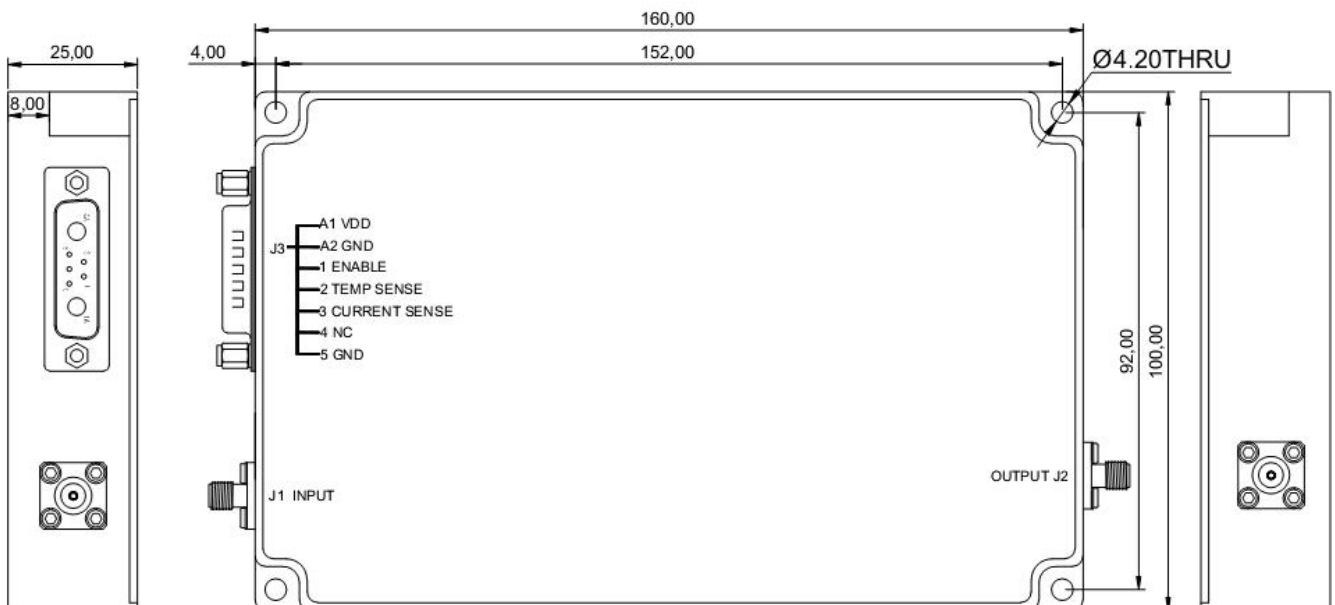 160,00
25,00
4,00
152,00
Ø4.20THRU
8,00
A1 VDD
J3
A2 GND
1 ENABLE
2 TEMP SENSE
3 CURRENT SENSE
4 NC
5 GND
92,00
100,00
OUTPUT J2
J1 INPUT